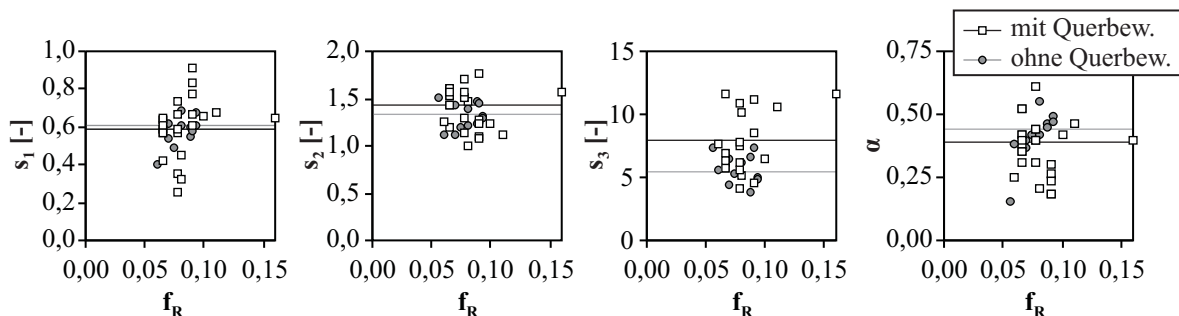 mit Querbew.
ohne Querbew.
s1 [-]
1,0
0,8
0,6
0,4
0,2
0,0
0,00 0,05 0,10 0,15
fR
s2 [-]
2,0
1,5
1,0
0,5
0,0
0,00 0,05 0,10 0,15
fR
s3 [-]
15
10
5
0
0,00 0,05 0,10 0,15
fR
α
0,75
0,50
0,25
0,00
0,00 0,05 0,10 0,15
fR